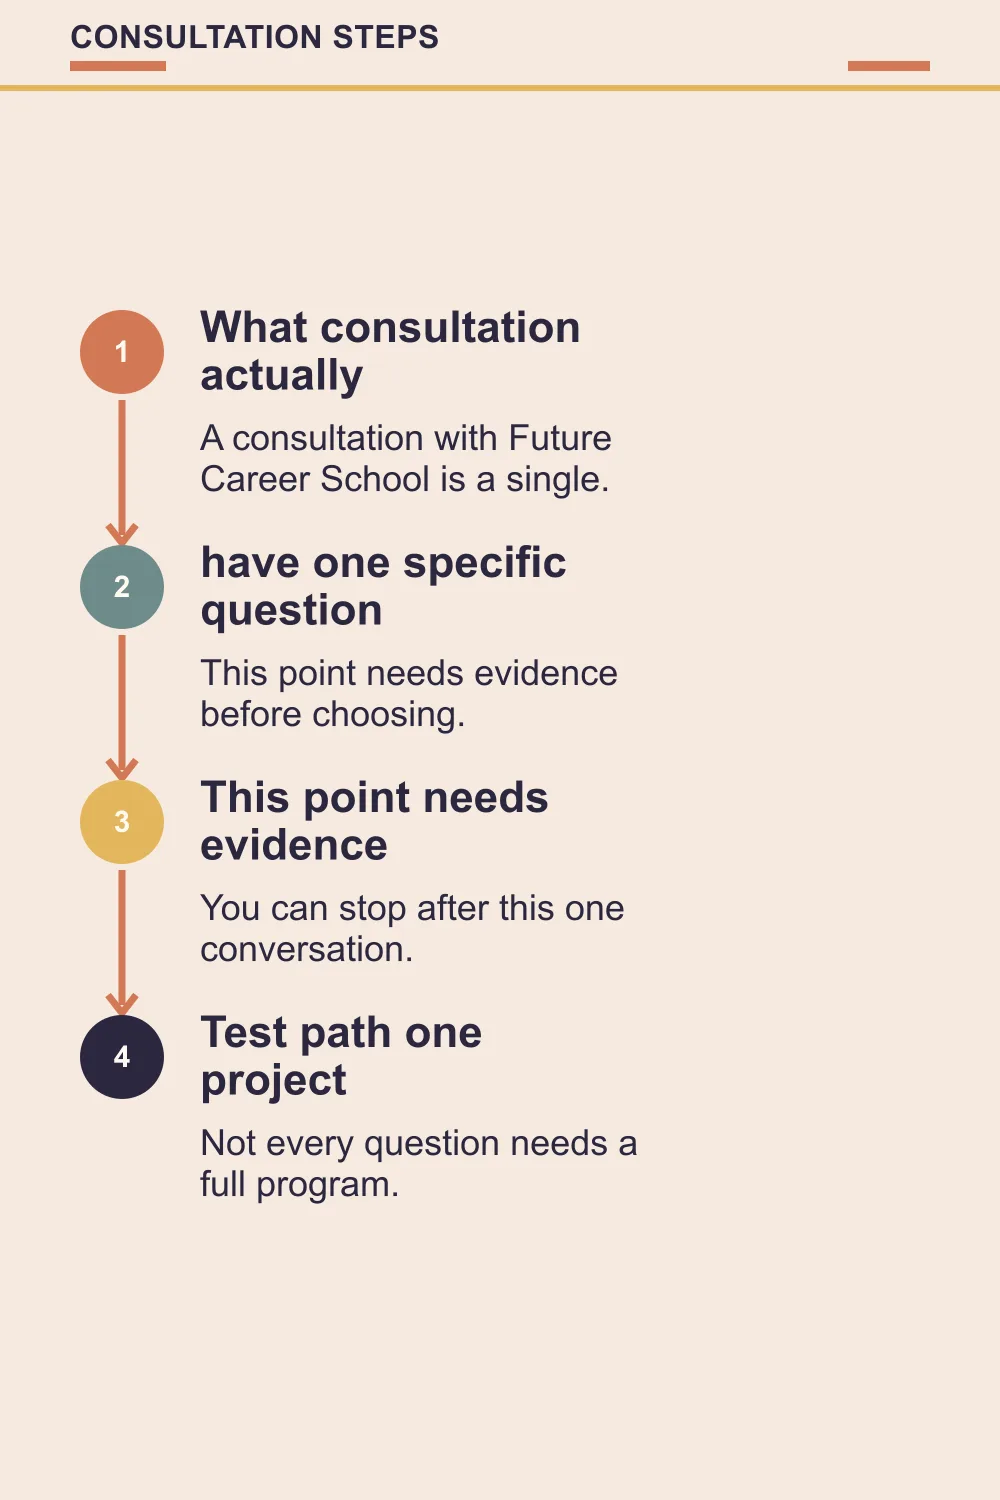 CONSULTATION STEPS
1
What consultation
actually
A consultation with Future
Career School is a single.
2
have one specific
question
This point needs evidence
before choosing.
3
This point needs
evidence
You can stop after this one
conversation.
4
Test path one
project
Not every question needs a
full program.